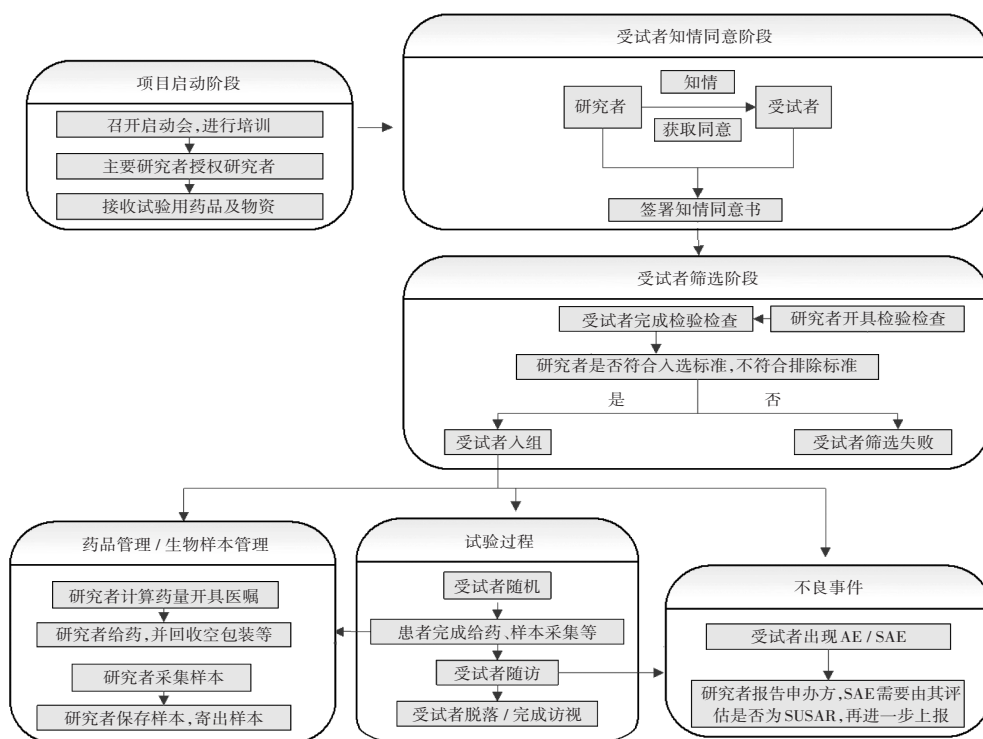 项目启动阶段
召开启动会,进行培训
主要研究者授权研究者
接收试验用药品及物资
受试者知情同意阶段
知情
研究者
受试者
获取同意
签署知情同意书
受试者筛选阶段
受试者完成检验检查
研究者开具检验检查
研究者是否符合入选标准,不符合排除标准
是
否
受试者入组
受试者筛选失败
药品管理/生物样本管理
研究者计算药量开具医嘱
研究者给药,并回收空包装等
研究者采集样本
研究者保存样本,寄出样本
试验过程
受试者随机
患者完成给药、样本采集等
受试者随访
受试者脱落/完成访视
不良事件
受试者出现AE/SAE
研究者报告申办方,SAE需要由其评
估是否为SUSAR,再进一步上报